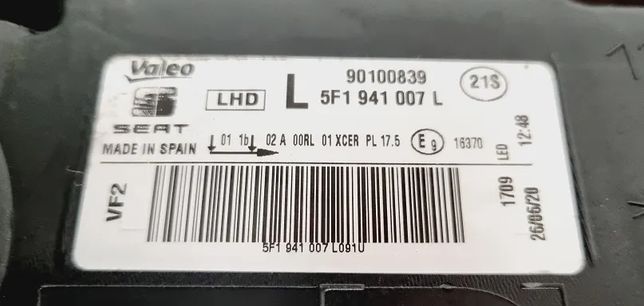 Valeo
SEAT
MADE IN SPAIN
LHD
L
90100839
5F1 941 007 L
21S
01 1b 02 A 00RL 01 XCER PL 17.5 E9 16370
LED 12:48
1709 26/06/20
VF2
5F1 941 007 L091U